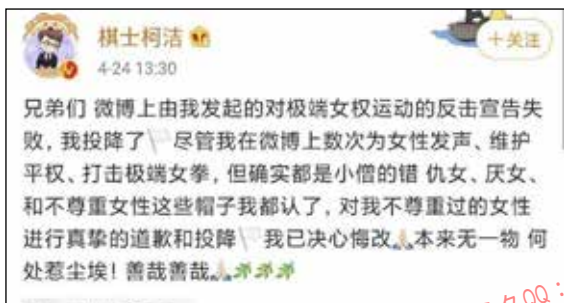 棋士柯洁
+关注
4-24 13:30
兄弟们 微博上由我发起的对极端女权运动的反击宣告失
败，我投降了🏳 尽管我在微博上数次为女性发声、维护
平权、打击极端女拳，但确实都是小僧的错 仇女、厌女、
和不尊重女性这些帽子我都认了，对我不尊重过的女性
进行真挚的道歉和投降🏳 我已决心悔改🙏本来无一物 何
处惹尘埃！善哉善哉🙏🌴🌴🌴
QQ：